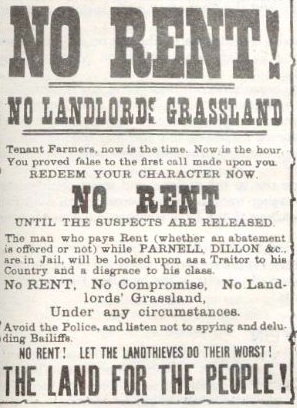 NO RENT!
NO LANDLORDS GRASSLAND
Tenant Farmers, now is the time. Now is the hour.
You proved false to the first call made upon you.
REDEEM YOUR CHARACTER NOW.
NO RENT
UNTIL THE SUSPECTS ARE RELEASED.
The man who pays Rent (whether an abatement
is offered or not) while PARNELL, DILLON &c.,
are in Jail, will be looked upon as a Traitor to his
Country and a disgrace to his class.
No RENT, No Compromise, No Land-
lords' Grassland,
Under any circumstances.
Avoid the Police, and listen not to spying and delu-
ding Bailiffs.
NO RENT! LET THE LANDTHIEVES DO THEIR WORST!
THE LAND FOR THE PEOPLE!